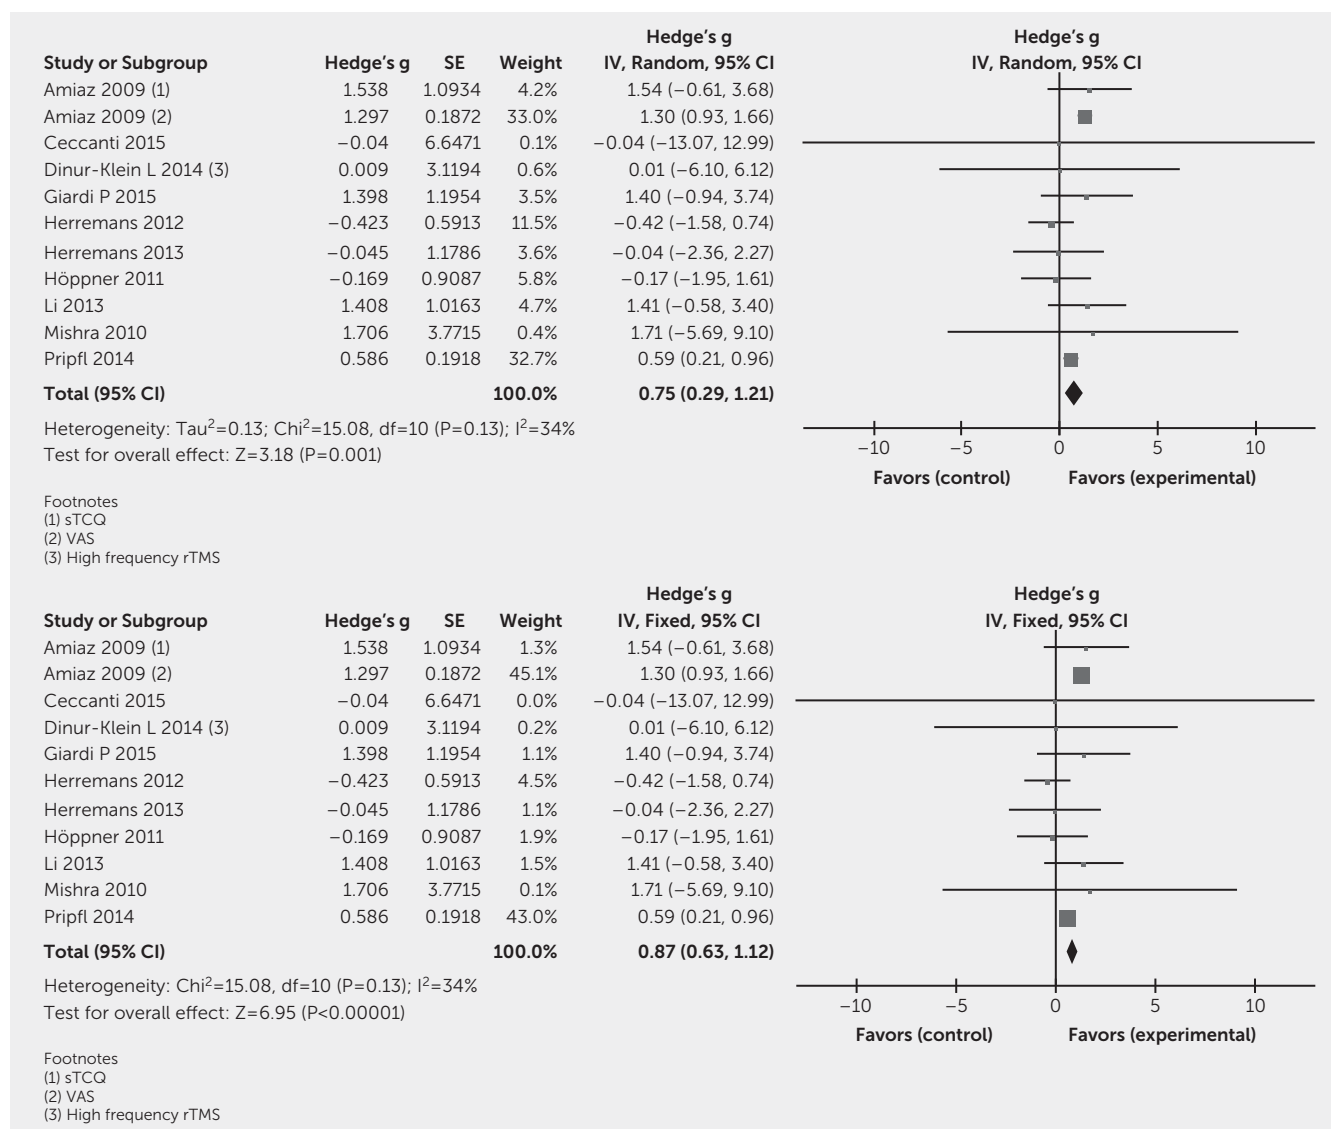 Hedge's g Hedge's g
Study or Subgroup Hedge's g SE Weight IV, Random, 95% CI IV, Random, 95% CI
Amiaz 2009 (1) 1.538 1.0934 4.2% 1.54 (−0.61, 3.68)
Amiaz 2009 (2) 1.297 0.1872 33.0% 1.30 (0.93, 1.66)
Ceccanti 2015 −0.04 6.6471 0.1% −0.04 (−13.07, 12.99)
Dinur-Klein L 2014 (3) 0.009 3.1194 0.6% 0.01 (−6.10, 6.12)
Giardi P 2015 1.398 1.1954 3.5% 1.40 (−0.94, 3.74)
Herremans 2012 −0.423 0.5913 11.5% −0.42 (−1.58, 0.74)
Herremans 2013 −0.045 1.1786 3.6% −0.04 (−2.36, 2.27)
Höppner 2011 −0.169 0.9087 5.8% −0.17 (−1.95, 1.61)
Li 2013 1.408 1.0163 4.7% 1.41 (−0.58, 3.40)
Mishra 2010 1.706 3.7715 0.4% 1.71 (−5.69, 9.10)
Pripfl 2014 0.586 0.1918 32.7% 0.59 (0.21, 0.96)
Total (95% CI) 100.0% 0.75 (0.29, 1.21)
Heterogeneity: Tau²=0.13; Chi²=15.08, df=10 (P=0.13); I²=34%
Test for overall effect: Z=3.18 (P=0.001)
−10 −5 0 5 10
Favors (control) Favors (experimental)
Footnotes
(1) sTCQ
(2) VAS
(3) High frequency rTMS
Hedge's g Hedge's g
Study or Subgroup Hedge's g SE Weight IV, Fixed, 95% CI IV, Fixed, 95% CI
Amiaz 2009 (1) 1.538 1.0934 1.3% 1.54 (−0.61, 3.68)
Amiaz 2009 (2) 1.297 0.1872 45.1% 1.30 (0.93, 1.66)
Ceccanti 2015 −0.04 6.6471 0.0% −0.04 (−13.07, 12.99)
Dinur-Klein L 2014 (3) 0.009 3.1194 0.2% 0.01 (−6.10, 6.12)
Giardi P 2015 1.398 1.1954 1.1% 1.40 (−0.94, 3.74)
Herremans 2012 −0.423 0.5913 4.5% −0.42 (−1.58, 0.74)
Herremans 2013 −0.045 1.1786 1.1% −0.04 (−2.36, 2.27)
Höppner 2011 −0.169 0.9087 1.9% −0.17 (−1.95, 1.61)
Li 2013 1.408 1.0163 1.5% 1.41 (−0.58, 3.40)
Mishra 2010 1.706 3.7715 0.1% 1.71 (−5.69, 9.10)
Pripfl 2014 0.586 0.1918 43.0% 0.59 (0.21, 0.96)
Total (95% CI) 100.0% 0.87 (0.63, 1.12)
Heterogeneity: Chi²=15.08, df=10 (P=0.13); I²=34%
Test for overall effect: Z=6.95 (P<0.00001)
−10 −5 0 5 10
Favors (control) Favors (experimental)
Footnotes
(1) sTCQ
(2) VAS
(3) High frequency rTMS